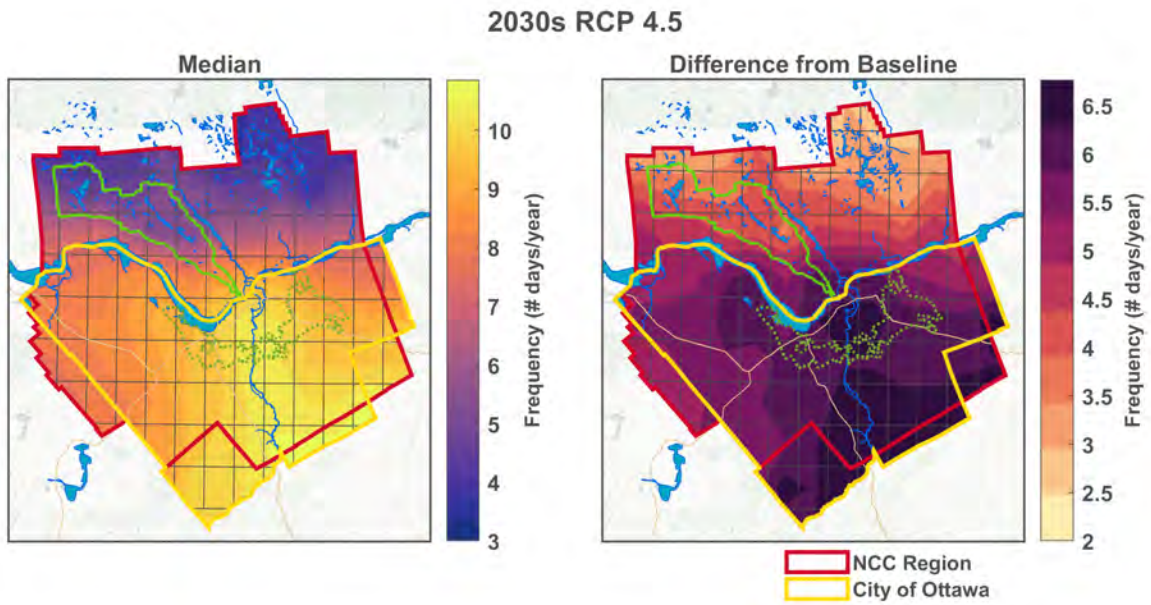 2030s RCP 4.5
Median
Difference from Baseline
10
9
8
7
6
5
4
3
Frequency (# days/year)
6.5
6
5.5
5
4.5
4
3.5
3
2.5
2
Frequency (# days/year)
NCC Region
City of Ottawa